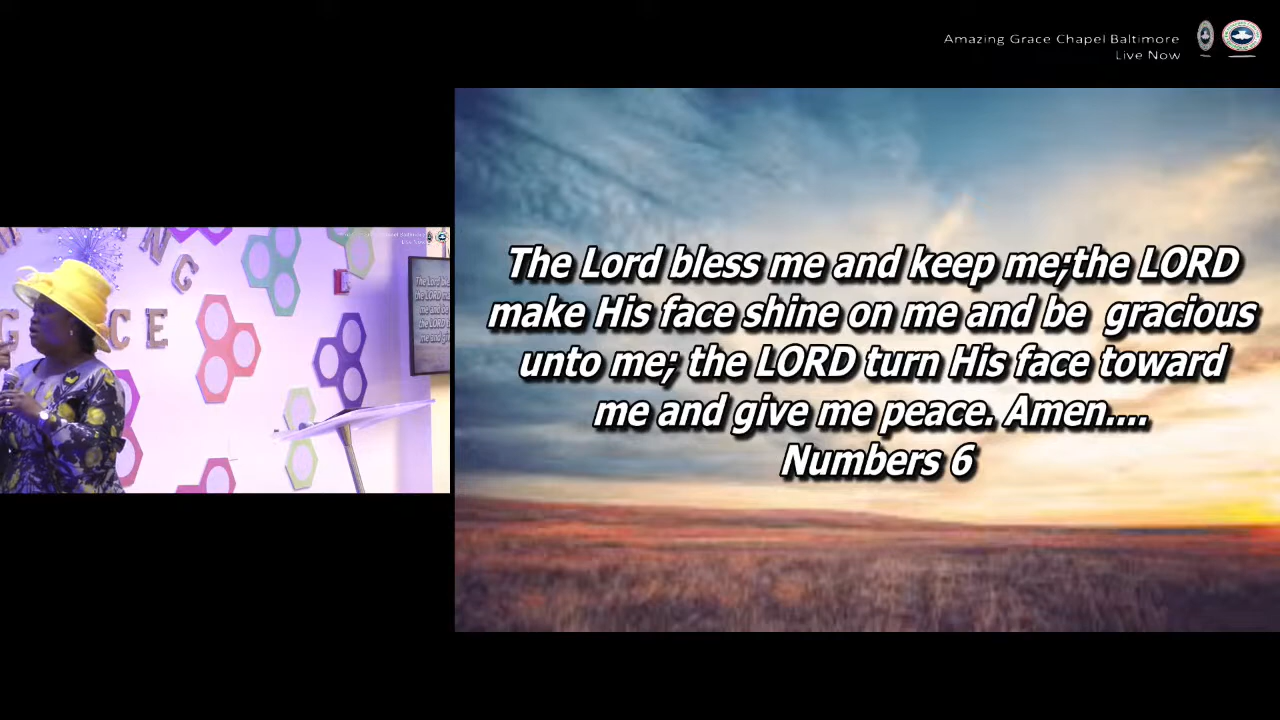 Amazing Grace Chapel Baltimore
Live Now
The Lord bless me and keep me;the LORD
make His face shine on me and be  gracious
unto me; the LORD turn His face toward
me and give me peace. Amen....
Numbers 6
NG
G CE